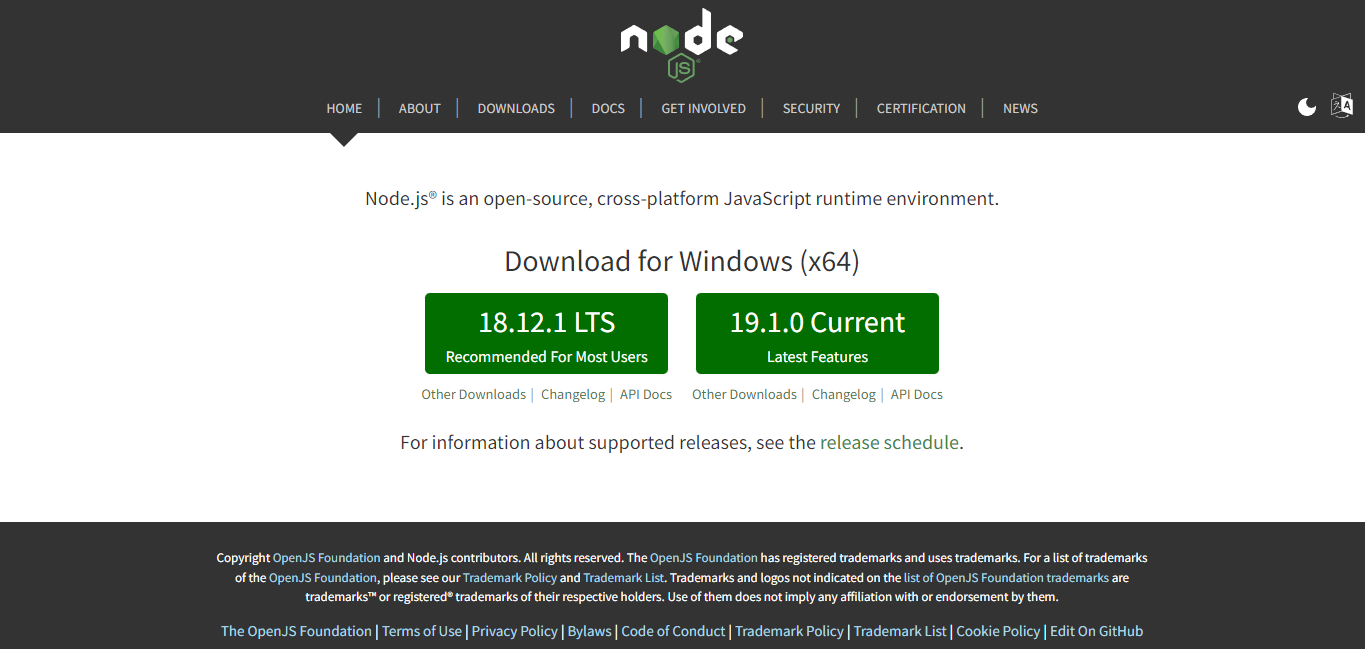 node
JS
HOME | ABOUT | DOWNLOADS | DOCS | GET INVOLVED | SECURITY | CERTIFICATION | NEWS
Node.js® is an open-source, cross-platform JavaScript runtime environment.
Download for Windows (x64)
18.12.1 LTS
Recommended For Most Users
19.1.0 Current
Latest Features
Other Downloads | Changelog | API Docs
Other Downloads | Changelog | API Docs
For information about supported releases, see the release schedule.
Copyright OpenJS Foundation and Node.js contributors. All rights reserved. The OpenJS Foundation has registered trademarks and uses trademarks. For a list of trademarks
of the OpenJS Foundation, please see our Trademark Policy and Trademark List. Trademarks and logos not indicated on the list of OpenJS Foundation trademarks are
trademarks™ or registered® trademarks of their respective holders. Use of them does not imply any affiliation with or endorsement by them.
The OpenJS Foundation | Terms of Use | Privacy Policy | Bylaws | Code of Conduct | Trademark Policy | Trademark List | Cookie Policy | Edit On GitHub